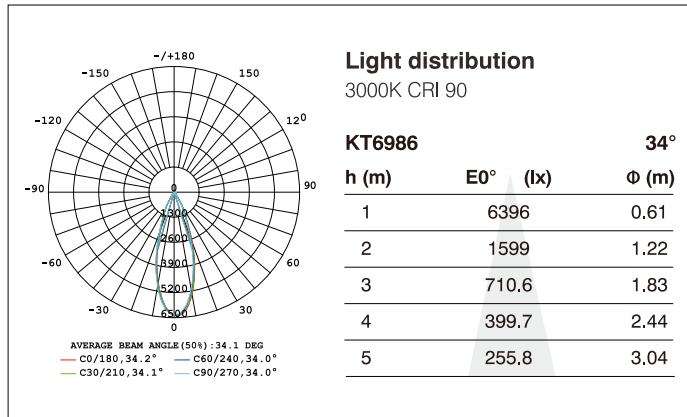 -/+180
-150
150
-120
120
-90
90
-60
60
-30
30
0
0
1300
2600
3900
5200
6500
AVERAGE BEAM ANGLE(50%):34.1 DEG
C0/180,34.2° C60/240,34.0°
C30/210,34.1° C90/270,34.0°
Light distribution
3000K CRI 90
KT6986 34°
h (m) E0° (lx) Φ (m)
1 6396 0.61
2 1599 1.22
3 710.6 1.83
4 399.7 2.44
5 255.8 3.04